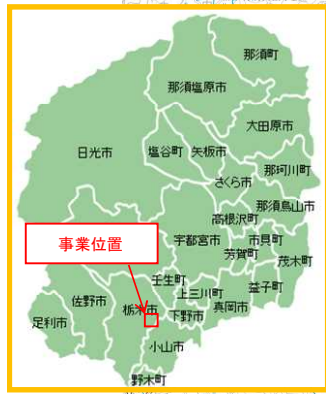 那須町
那須塩原市
大田原市
日光市
塩谷町
矢板市
那珂川町
さくら市
那須烏山市
高根沢町
事業位置
宇都宮市
市貝町
芳賀町
茂木町
壬生町
上三川町
益子町
佐野市
栃木市
下野市
真岡市
足利市
小山市
野木町